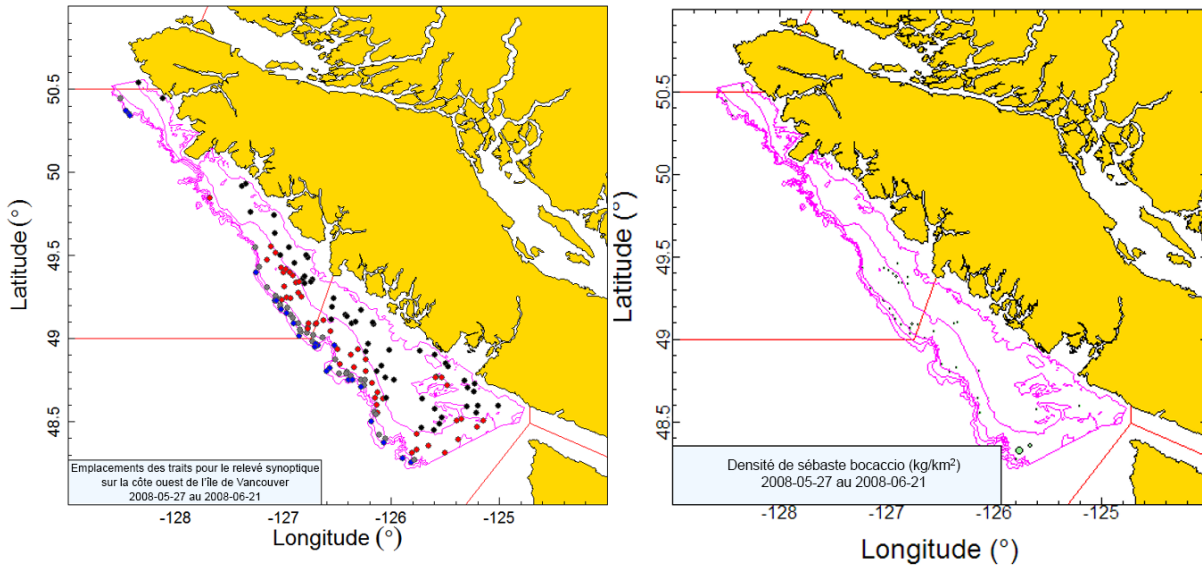 50.5
50
49.5
49
48.5
Latitude (°)
-128
-127
-126
-125
Longitude (°)
Emplacements des traits pour le relevé synoptique
sur la côte ouest de l'île de Vancouver
2008-05-27 au 2008-06-21
50.5
50
49.5
49
48.5
Latitude (°)
-128
-127
-126
-125
Longitude (°)
Densité de sébaste bocaccio (kg/km²)
2008-05-27 au 2008-06-21